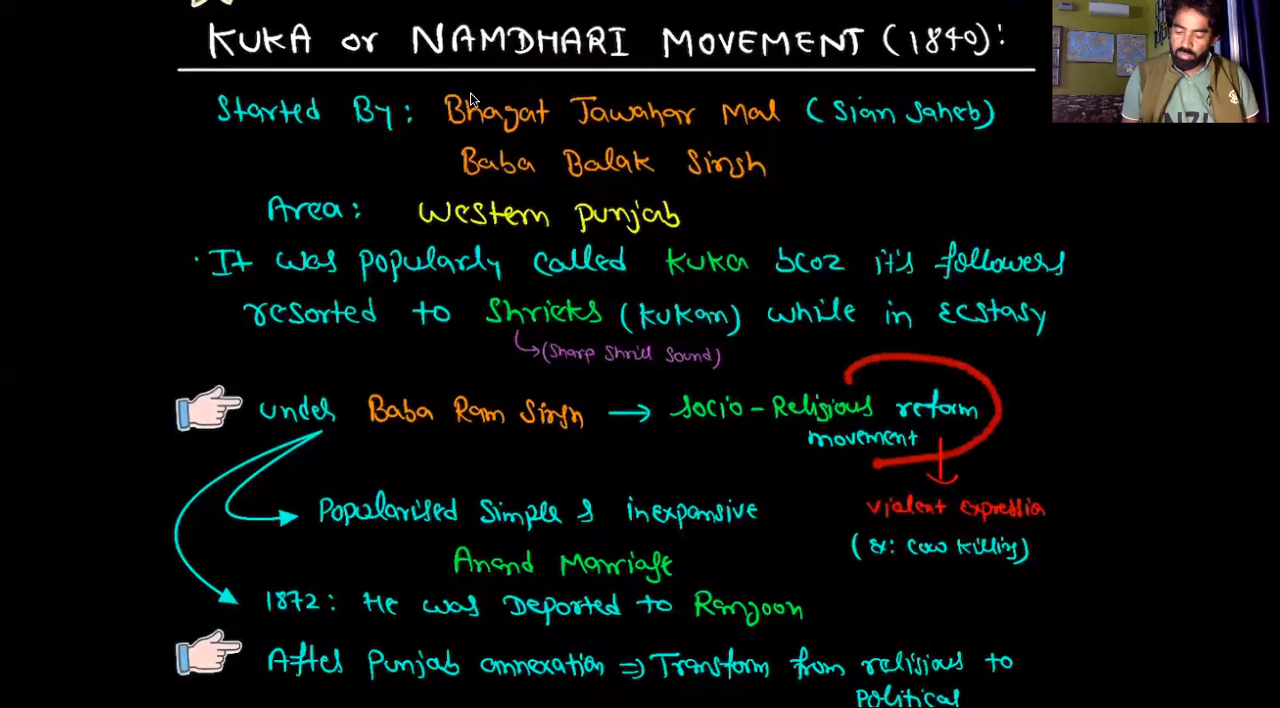 KUKA or NAMDHARI MOVEMENT (1840):
Started By: Bhagat Jawahar Mal (Sian Saheb)
Baba Balak Singh
Area: Western Punjab
· It was popularly called KUKA bcoz it's followers
resorted to Shrieks (Kukan) while in Ecstasy
(Sharp Shrill Sound)
under Baba Ram Singh → Socio-Religious reform
movement
violent expression
(Ex: Cow Killing)
Popularised Simple & inexpansive
Anand Marriage
1872: He was Deported to Rangoon
After Punjab annexation ⇒ Transform from religious to
Political